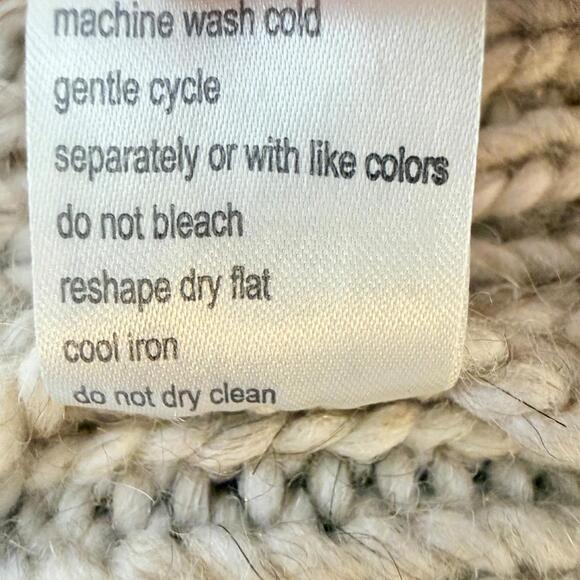 machine wash cold
gentle cycle
separately or with like colors
do not bleach
reshape dry flat
cool iron
do not dry clean